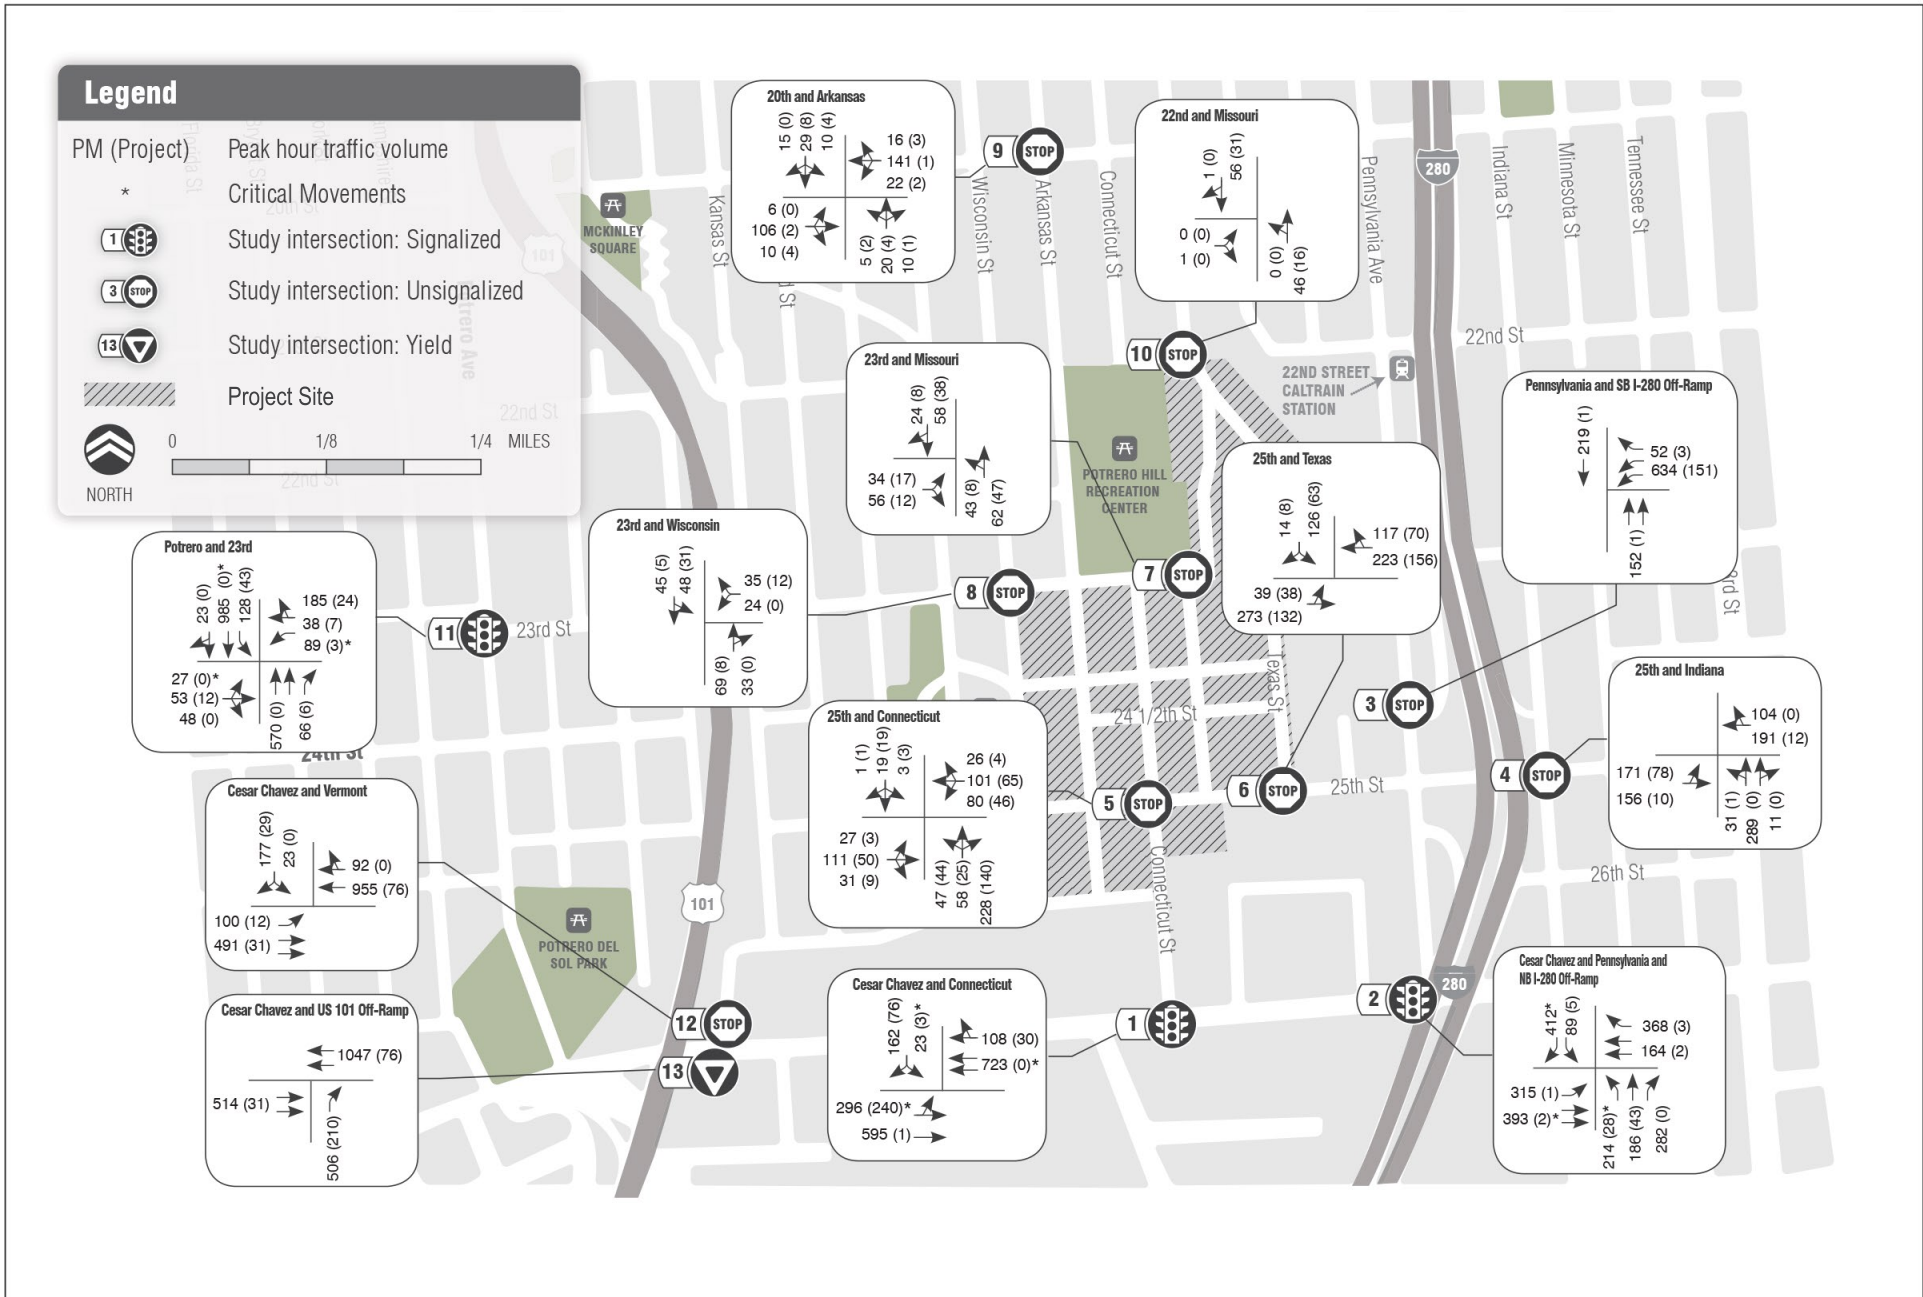 Legend
PM (Project) Peak hour traffic volume
* Critical Movements
1 Study intersection: Signalized
3 STOP Study intersection: Unsignalized
13 Study intersection: Yield
Project Site
0 1/8 1/4 MILES
NORTH
Florida St
20th St
Potrero Ave
22nd St
22nd St
101
MCKINLEY
SQUARE
Kansas St
20th and Arkansas
15 (0)
29 (8)
10 (4)
16 (3)
141 (1)
22 (2)
6 (0)
106 (2)
10 (4)
5 (2)
20 (4)
10 (1)
9 STOP
Wisconsin St
Arkansas St
Connecticut St
22nd and Missouri
1 (0)
56 (31)
0 (0)
1 (0)
0 (0)
46 (16)
10 STOP
Pennsylvania Ave
280
Indiana St
Minnesota St
Tennessee St
22nd St
22ND STREET
CALTRAIN
STATION
23rd and Missouri
24 (8)
58 (38)
34 (17)
56 (12)
43 (8)
62 (47)
7 STOP
POTRERO HILL
RECREATION
CENTER
25th and Texas
14 (8)
126 (63)
117 (70)
223 (156)
39 (38)
273 (132)
6 STOP
Pennsylvania and SB I-280 Off-Ramp
219 (1)
52 (3)
634 (151)
152 (1)
3 STOP
3rd St
Potrero and 23rd
23 (0)
985 (0)*
128 (43)
185 (24)
38 (7)
89 (3)*
27 (0)*
53 (12)
48 (0)
570 (0)
66 (6)
11
23rd St
24th St
23rd and Wisconsin
45 (5)
48 (31)
35 (12)
24 (0)
69 (8)
33 (0)
8 STOP
24 1/2th St
Texas St
25th St
26th St
25th and Indiana
104 (0)
191 (12)
171 (78)
156 (10)
31 (1)
289 (0)
11 (0)
4 STOP
25th and Connecticut
1 (1)
19 (19)
3 (3)
26 (4)
101 (65)
80 (46)
27 (3)
111 (50)
31 (9)
47 (44)
58 (25)
228 (140)
5 STOP
Connecticut St
Cesar Chavez and Vermont
177 (29)
23 (0)
92 (0)
955 (76)
100 (12)
491 (31)
12 STOP
101
POTRERO DEL
SOL PARK
Cesar Chavez and US 101 Off-Ramp
1047 (76)
514 (31)
506 (210)
13
Cesar Chavez and Connecticut
162 (76)
23 (3)*
108 (30)
723 (0)*
296 (240)*
595 (1)
1
2
280
Cesar Chavez and Pennsylvania and
NB I-280 Off-Ramp
412*
89 (5)
368 (3)
164 (2)
315 (1)
393 (2)*
214 (28)*
186 (43)
282 (0)